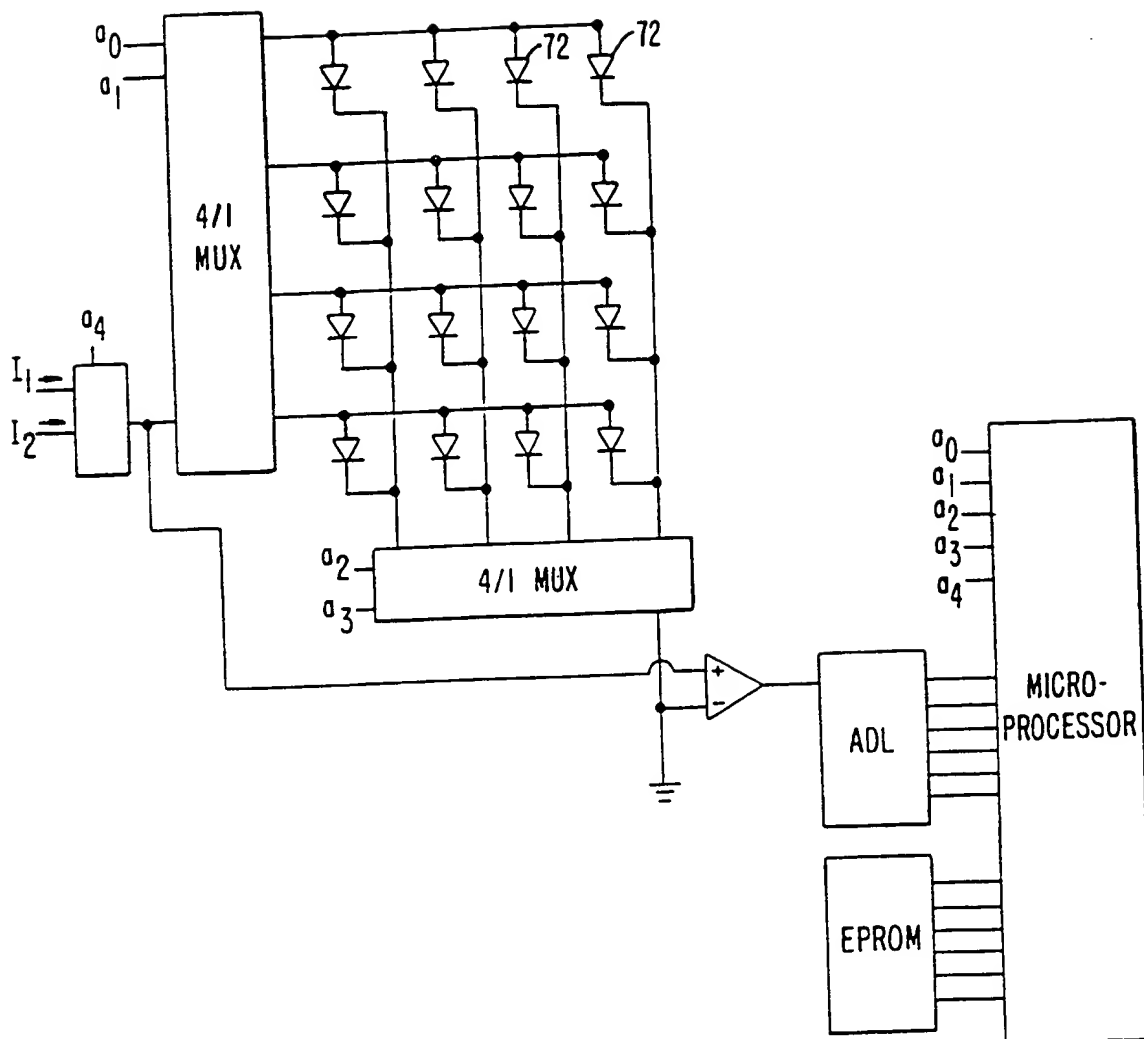 a0
a1
72
72
4/1
MUX
a4
I1
I2
a2
a3
4/1 MUX
a0
a1
a2
a3
a4
+
−
ADL
MICRO-
PROCESSOR
EPROM